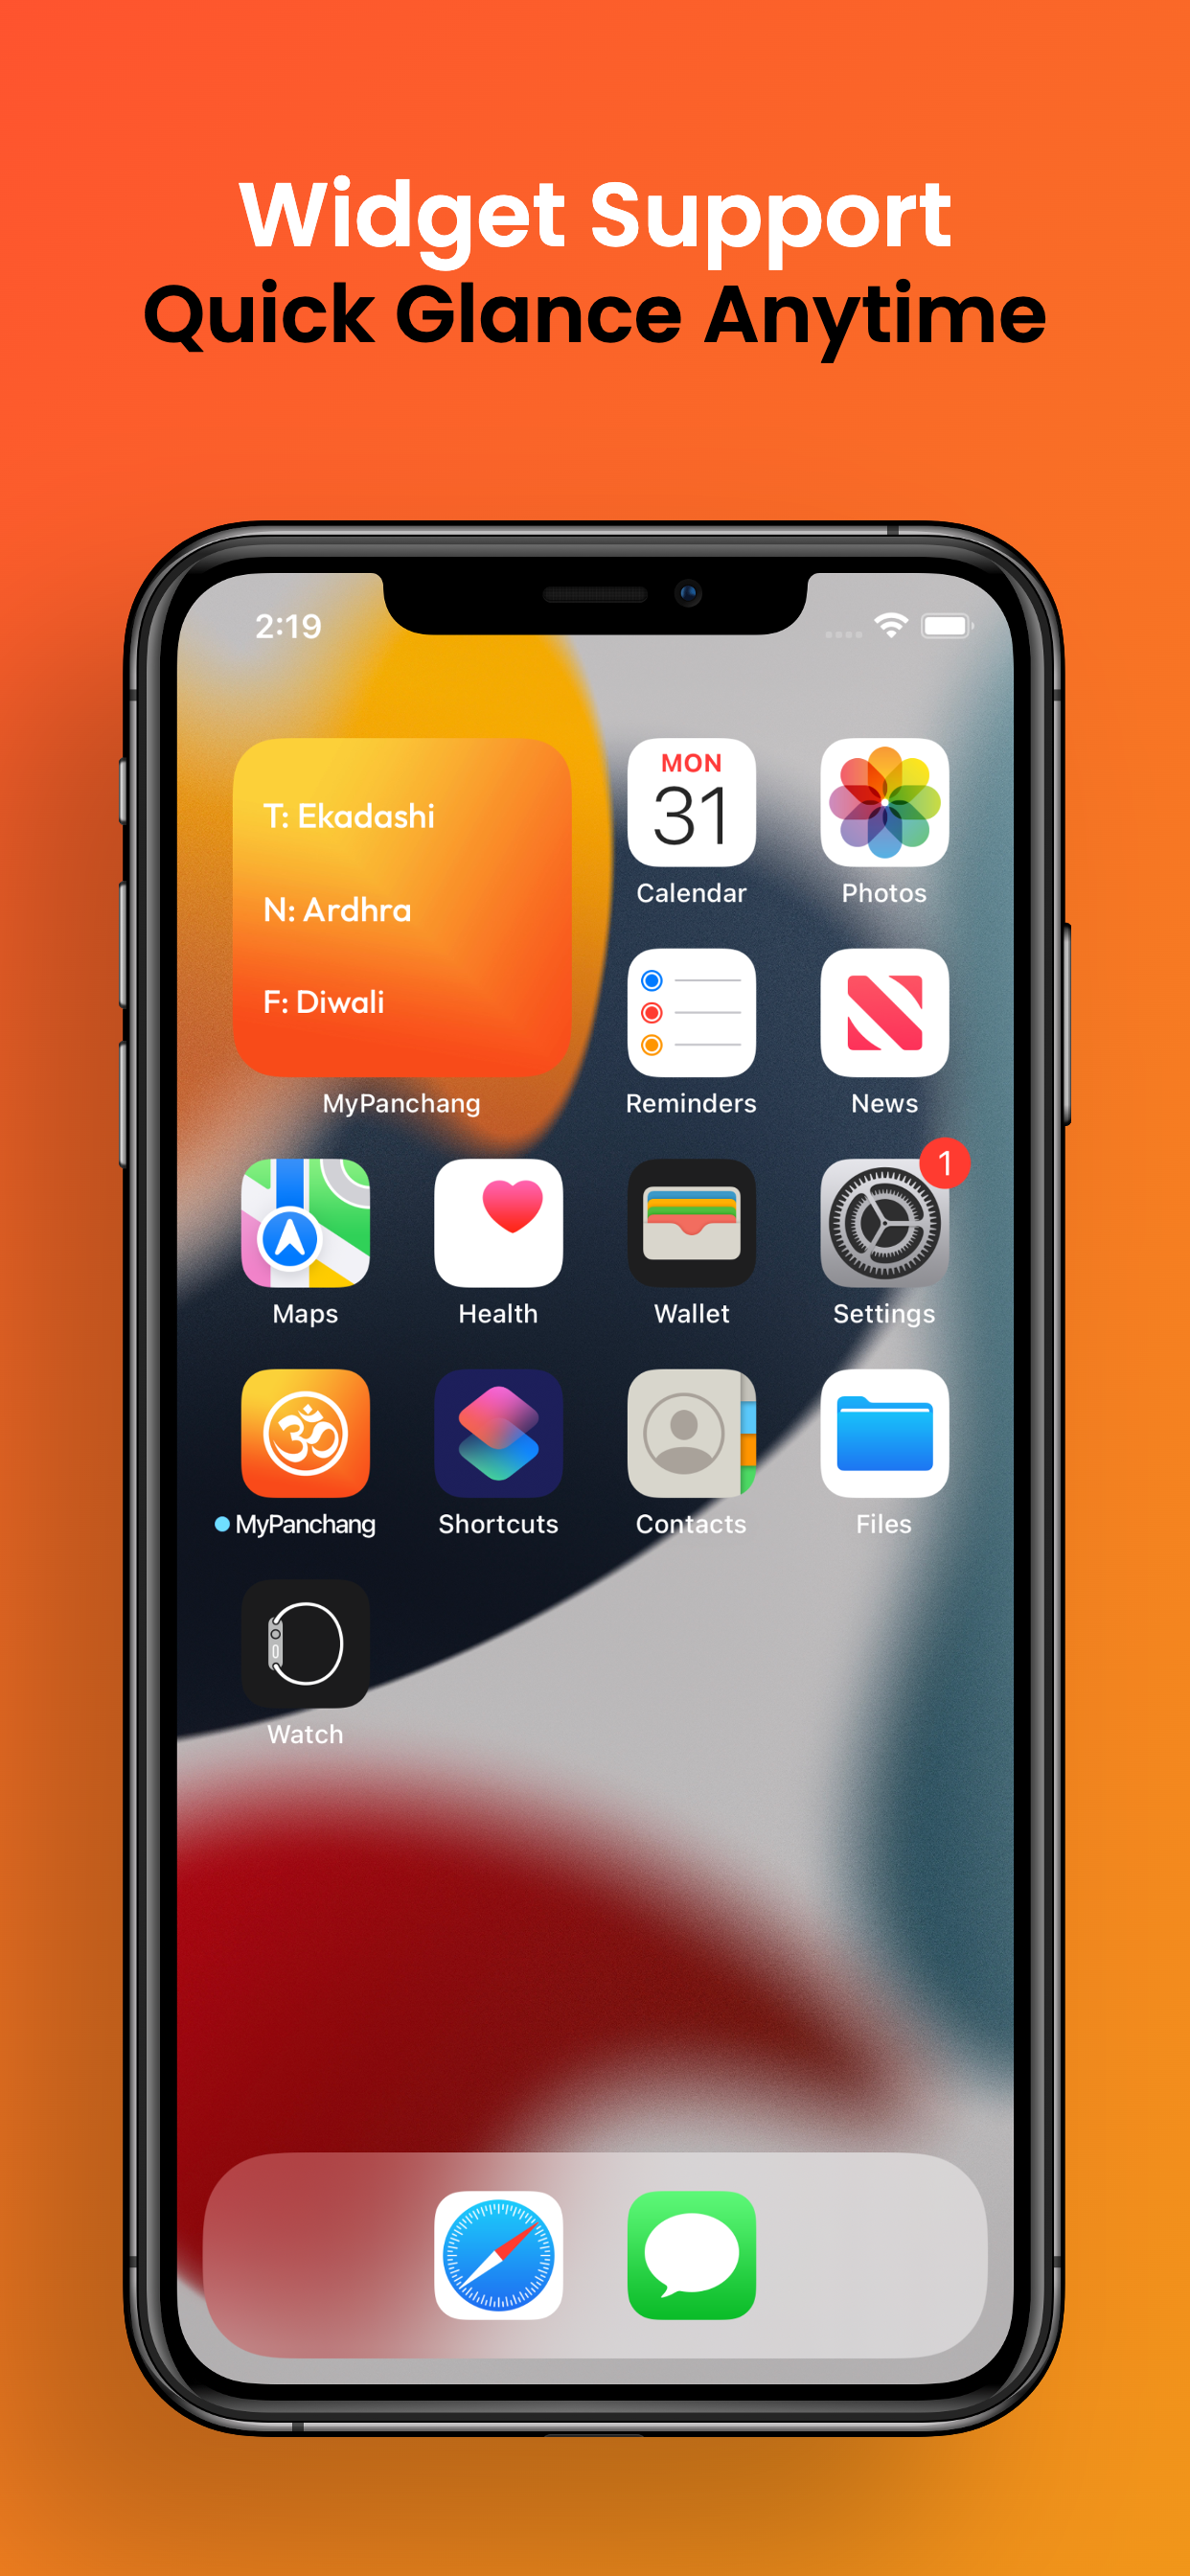 Widget Support
Quick Glance Anytime
2:19
T: Ekadashi
N: Ardhra
F: Diwali
MyPanchang
MON
31
Calendar
Photos
Reminders
News
1
Maps
Health
Wallet
Settings
ॐ
MyPanchang
Shortcuts
Contacts
Files
Watch